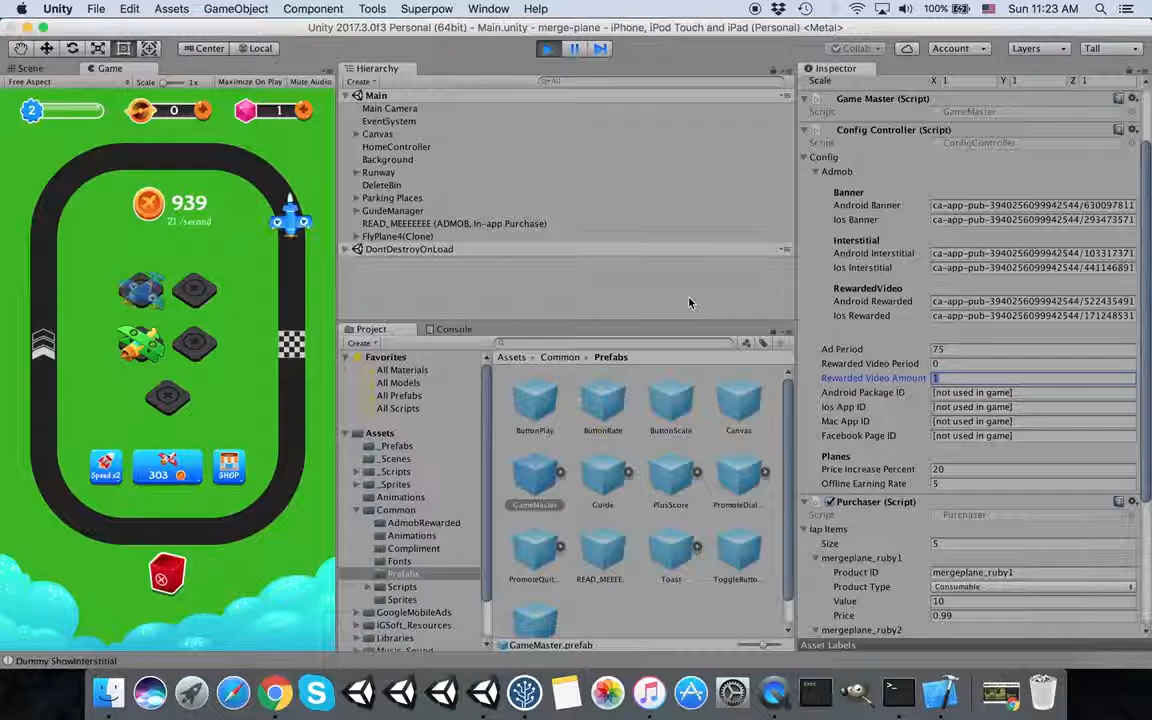 Unity File Edit Assets GameObject Component Tools Superpow Window Help 100% Sun 11:23 AM
Unity 2017.3.0f3 Personal (64bit) - Main.unity - merge-plane - iPhone, iPod Touch and iPad (Personal) <Metal>
Center Local Collab Account Layers Tall
Scene Game
Free Aspect Scale 1x Maximize On Play Mute Audio
2 0 1
939
21 /second
Speed x2 303 SHOP
Dummy ShowInterstitial
Hierarchy
Create All
Main
Main Camera
EventSystem
Canvas
HomeController
Background
Runway
DeleteBin
Parking Places
GuideManager
READ_MEEEEEE (ADMOB, In-app Purchase)
FlyPlane4(Clone)
DontDestroyOnLoad
Project Console
Create
Favorites
All Materials
All Models
All Prefabs
All Scripts
Assets
_Prefabs
_Scenes
_Scripts
_Sprites
Animations
Common
AdmobRewarded
Animations
Compliment
Fonts
Prefabs
Scripts
Sprites
GoogleMobileAds
IGSoft_Resources
Libraries
Music_Sound
Assets Common Prefabs
ButtonPlay ButtonRate ButtonScale Canvas
GameMaster Guide PlusScore PromoteDial...
PromoteQuit... READ_MEEE... Toast ToggleButto...
GameMaster.prefab
Inspector
Scale X 1 Y 1 Z 1
Game Master (Script)
Script GameMaster
Config Controller (Script)
Script ConfigController
Config
Admob
Banner
Android Banner ca-app-pub-3940256099942544/630097811
Ios Banner ca-app-pub-3940256099942544/293473571
Interstitial
Android Interstitial ca-app-pub-3940256099942544/103317371
Ios Interstitial ca-app-pub-3940256099942544/441146891
RewardedVideo
Android Rewarded ca-app-pub-3940256099942544/522435491
Ios Rewarded ca-app-pub-3940256099942544/171248531
Ad Period 75
Rewarded Video Period 0
Rewarded Video Amount 1
Android Package ID [not used in game]
Ios App ID [not used in game]
Mac App ID [not used in game]
Facebook Page ID [not used in game]
Planes
Price Increase Percent 20
Offline Earning Rate 5
Purchaser (Script)
Script Purchaser
Iap Items
Size 5
mergeplane_ruby1
Product ID mergeplane_ruby1
Product Type Consumable
Value 10
Price 0.99
mergeplane_ruby2
Asset Labels